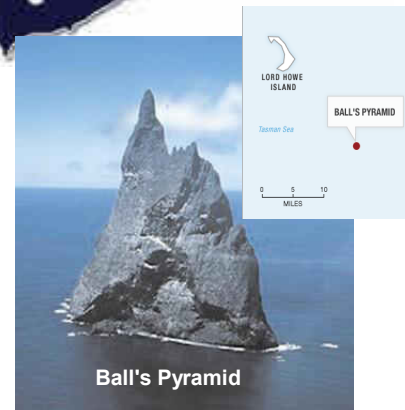 LORD HOWE
ISLAND
BALL'S PYRAMID
Tasman Sea
0 5 10
MILES
Ball's Pyramid